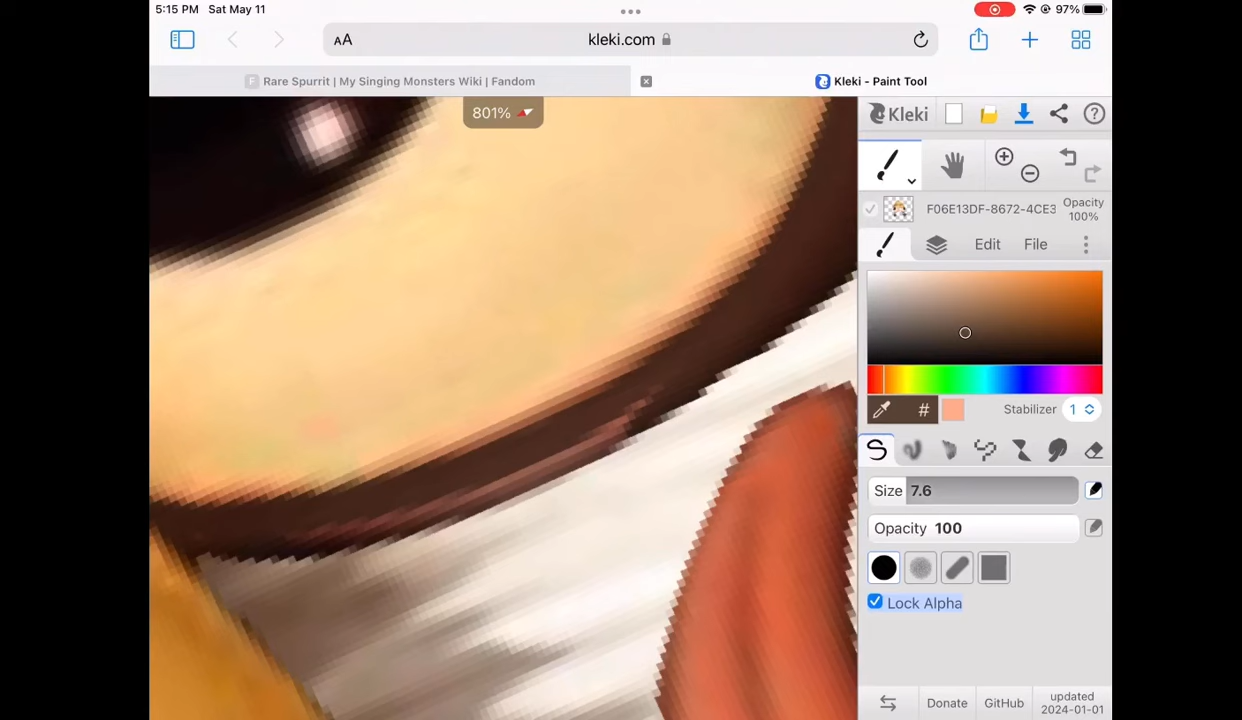 5:15 PM Sat May 11
97%
AA
kleki.com
Rare Spurrit | My Singing Monsters Wiki | Fandom
Kleki - Paint Tool
801%
Kleki
F06E13DF-8672-4CE3
Opacity
100%
Edit
File
#
Stabilizer
1
Size 7.6
Opacity 100
Lock Alpha
Donate
GitHub
updated
2024-01-01